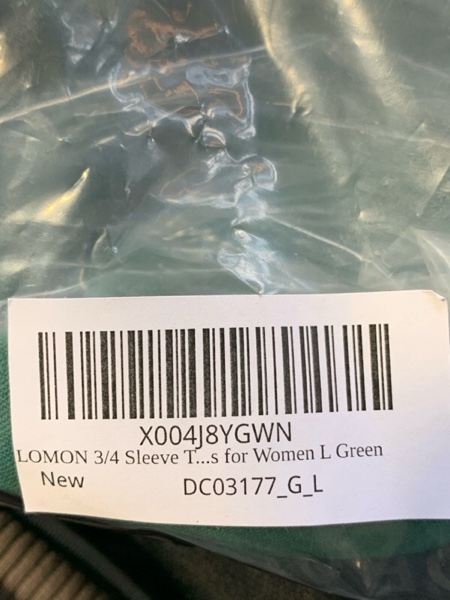 X004J8YGWN
LOMON 3/4 Sleeve T...s for Women L Green
New DC03177_G_L